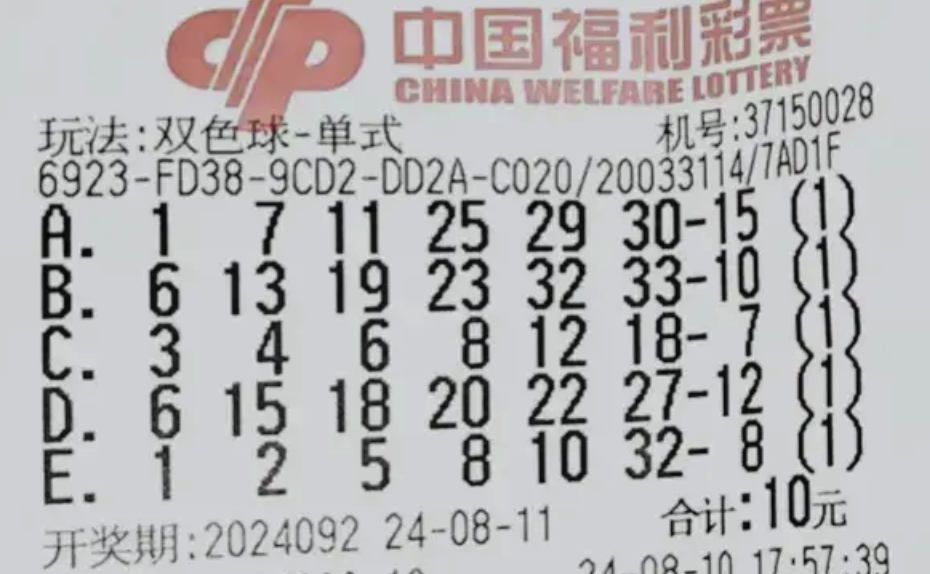 中国福利彩票
CHINA WELFARE LOTTERY
玩法:双色球-单式 机号:37150028
6923-FD38-9CD2-DD2A-C020/20033114/7AD1F
A. 1 7 11 25 29 30-15 (1)
B. 6 13 19 23 32 33-10 (1)
C. 3 4 6 8 12 18- 7 (1)
D. 6 15 18 20 22 27-12 (1)
E. 1 2 5 8 10 32- 8 (1)
合计:10元
开奖期:2024092 24-08-11
24-08-10 17:57:39